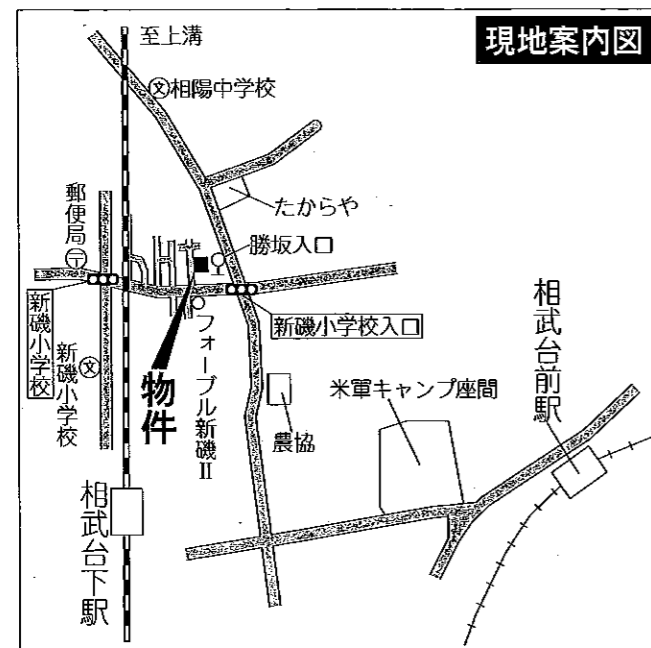 現地案内図
至上溝
文
相陽中学校
たからや
郵便局
〒
勝坂入口
新磯小学校入口
新磯小学校
新磯小学校
文
物件
フォーブル新磯II
農協
米軍キャンプ座間
相武台前駅
相武台下駅